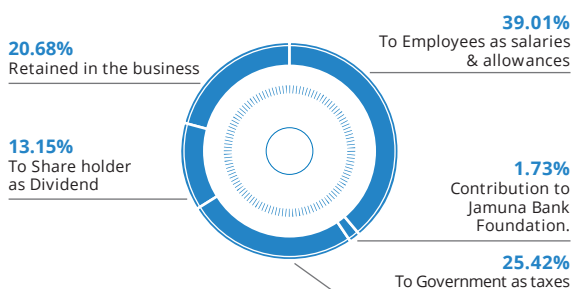 39.01%
To Employees as salaries
& allowances
20.68%
Retained in the business
13.15%
To Share holder
as Dividend
1.73%
Contribution to
Jamuna Bank
Foundation.
25.42%
To Government as taxes